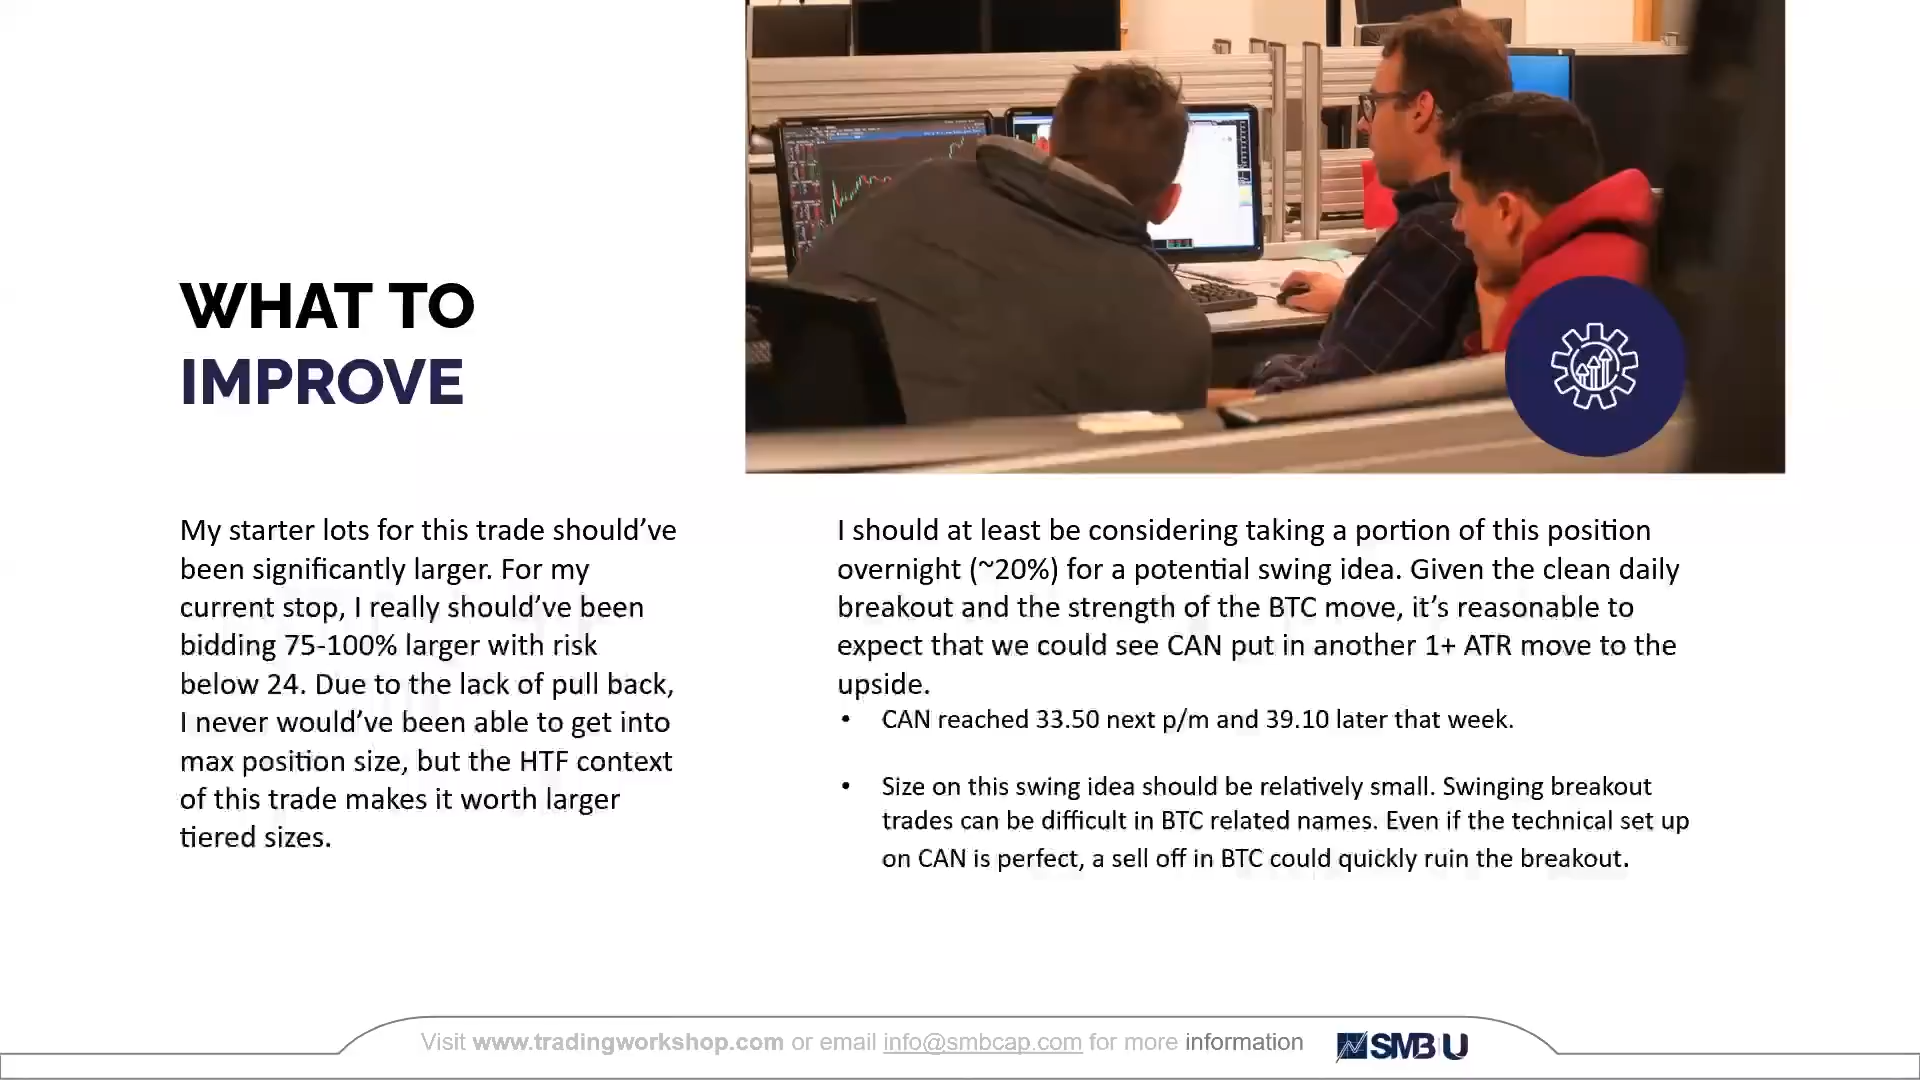 WHAT TO
IMPROVE
My starter lots for this trade should’ve
been significantly larger. For my
current stop, I really should’ve been
bidding 75-100% larger with risk
below 24. Due to the lack of pull back,
I never would’ve been able to get into
max position size, but the HTF context
of this trade makes it worth larger
tiered sizes.
I should at least be considering taking a portion of this position
overnight (~20%) for a potential swing idea. Given the clean daily
breakout and the strength of the BTC move, it’s reasonable to
expect that we could see CAN put in another 1+ ATR move to the
upside.
• CAN reached 33.50 next p/m and 39.10 later that week.
• Size on this swing idea should be relatively small. Swinging breakout
trades can be difficult in BTC related names. Even if the technical set up
on CAN is perfect, a sell off in BTC could quickly ruin the breakout.
Visit www.tradingworkshop.com or email info@smbcap.com for more information
SMB U